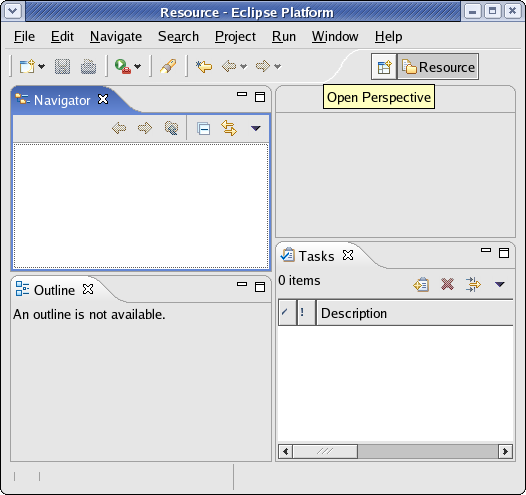 Resource - Eclipse Platform
File Edit Navigate Search Project Run Window Help
Resource
Open Perspective
Navigator
Tasks
0 items
! Description
Outline
An outline is not available.